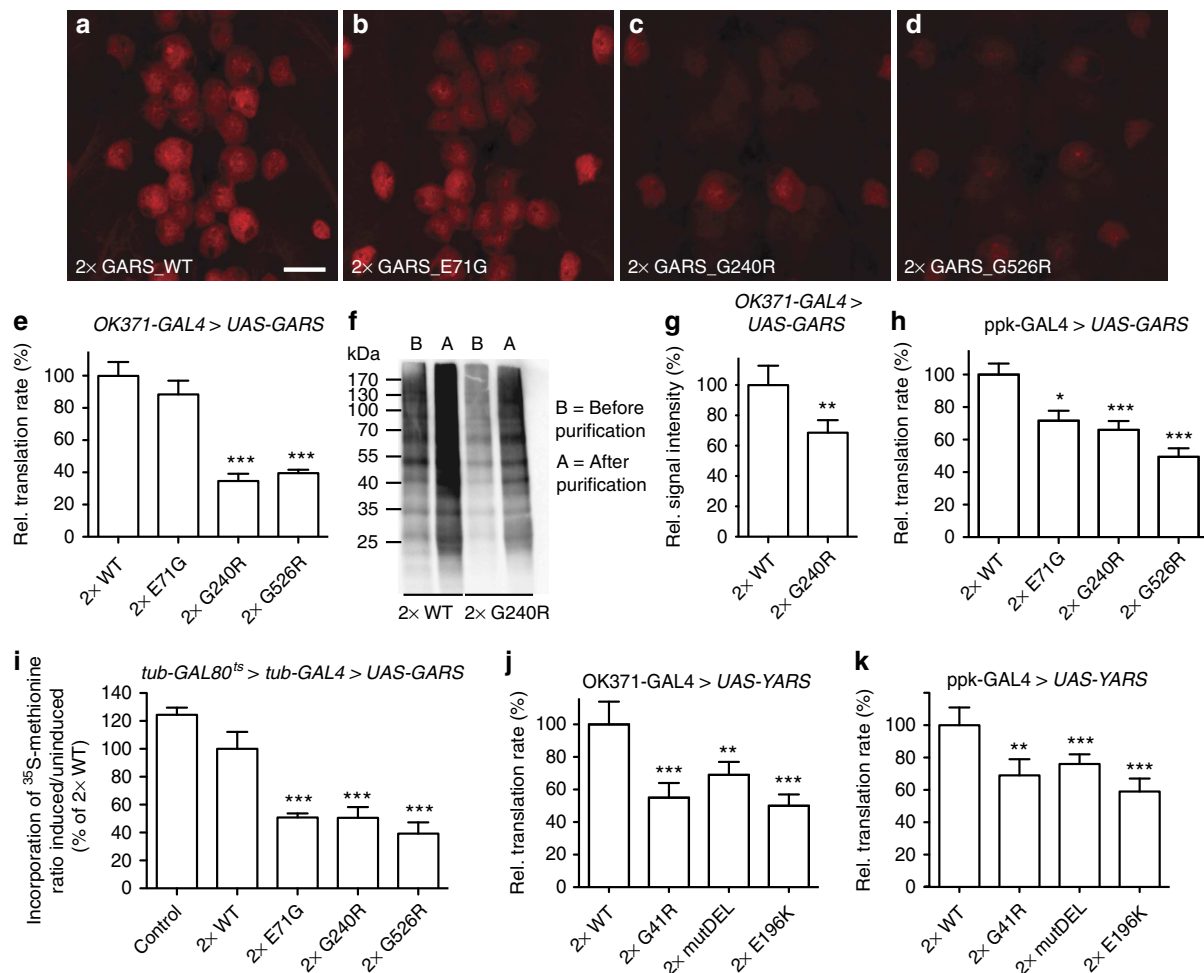 a
b
c
d
2× GARS_WT
2× GARS_E71G
2× GARS_G240R
2× GARS_G526R
e
OK371-GAL4 > UAS-GARS
Rel. translation rate (%)
100
80
60
40
20
0
2× WT
2× E71G
2× G240R
2× G526R
***
***
f
kDa
B A B A
170
130
100
70
55
40
35
25
B = Before
purification
A = After
purification
2× WT 2× G240R
g
OK371-GAL4 >
UAS-GARS
Rel. signal intensity (%)
100
80
60
40
20
0
**
2× WT
2× G240R
h
ppk-GAL4 > UAS-GARS
Rel. translation rate (%)
100
80
60
40
20
0
*
***
***
2× WT
2× E71G
2× G240R
2× G526R
i
tub-GAL80ts > tub-GAL4 > UAS-GARS
Incorporation of 35S-methionine
ratio induced/uninduced
(% of 2× WT)
140
120
100
80
60
40
20
0
***
***
***
Control
2× WT
2× E71G
2× G240R
2× G526R
j
OK371-GAL4 > UAS-YARS
Rel. translation rate (%)
100
80
60
40
20
0
***
**
***
2× WT
2× G41R
2× mutDEL
2× E196K
k
ppk-GAL4 > UAS-YARS
Rel. translation rate (%)
100
80
60
40
20
0
**
***
***
2× WT
2× G41R
2× mutDEL
2× E196K